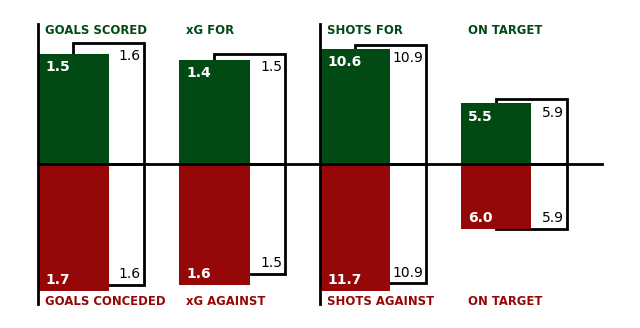 GOALS SCORED xG FOR SHOTS FOR ON TARGET
1.5 1.6 1.4 1.5 10.6 10.9 5.5 5.9
1.7 1.6 1.6 1.5 11.7 10.9 6.0 5.9
GOALS CONCEDED xG AGAINST SHOTS AGAINST ON TARGET